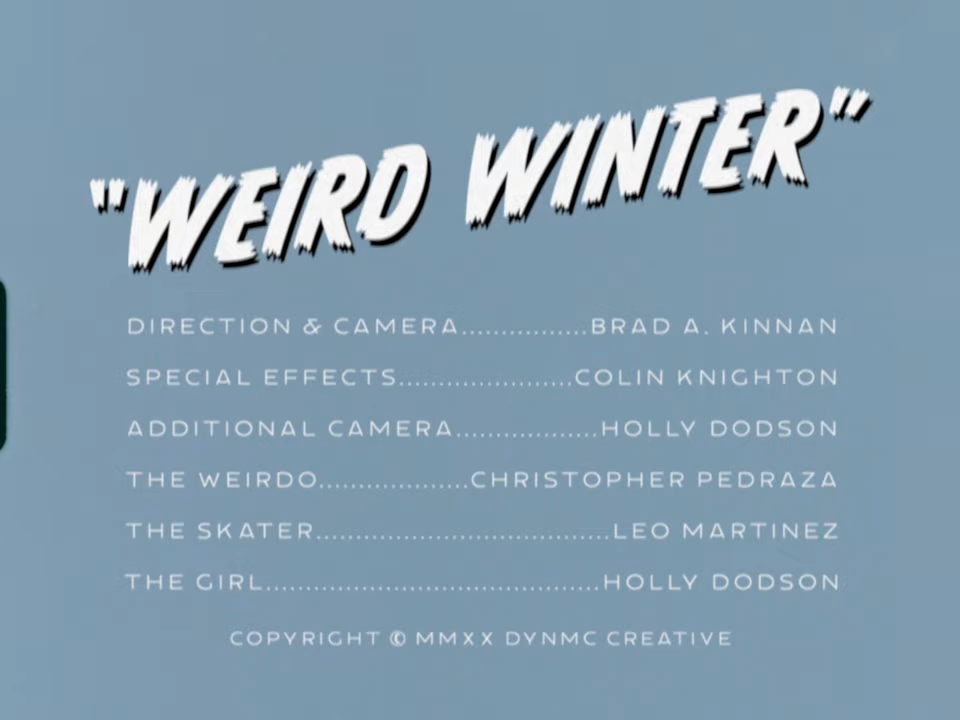 "WEIRD WINTER"
DIRECTION & CAMERA................BRAD A. KINNAN
SPECIAL EFFECTS......................COLIN KNIGHTON
ADDITIONAL CAMERA..................HOLLY DODSON
THE WEIRDO...................CHRISTOPHER PEDRAZA
THE SKATER.....................................LEO MARTINEZ
THE GIRL..........................................HOLLY DODSON
COPYRIGHT © MMXX DYNMC CREATIVE